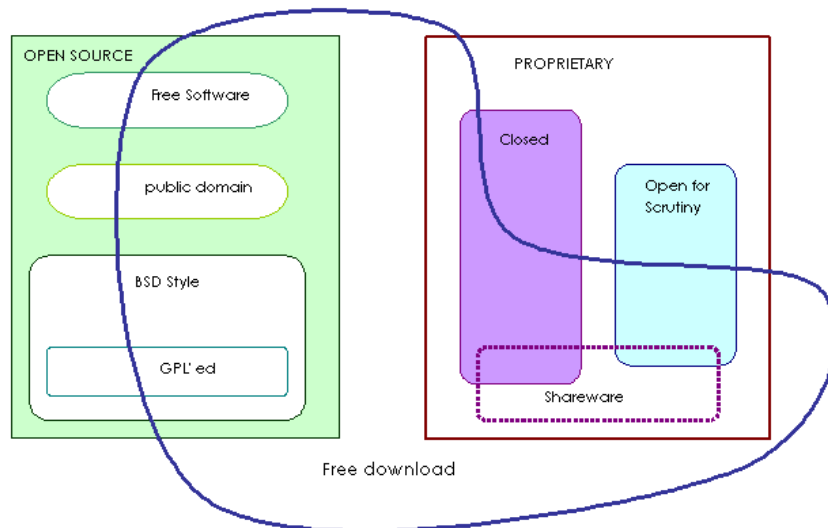 OPEN SOURCE
Free Software
public domain
BSD Style
GPL' ed
PROPRIETARY
Closed
Open for
Scrutiny
Shareware
Free download